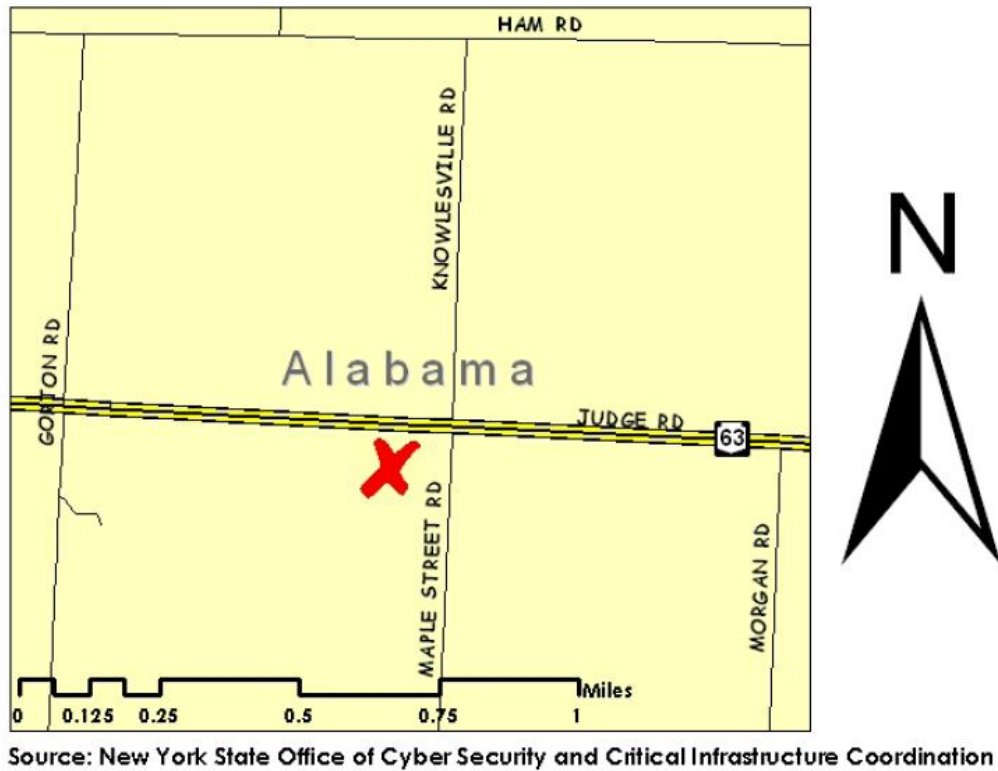 HAM RD
KNOWLESVILLE RD
N
GORTON RD
Alabama
JUDGE RD
63
MAPLE STREET RD
MORGAN RD
Miles
0 0.125 0.25 0.5 0.75 1
Source: New York State Office of Cyber Security and Critical Infrastructure Coordination